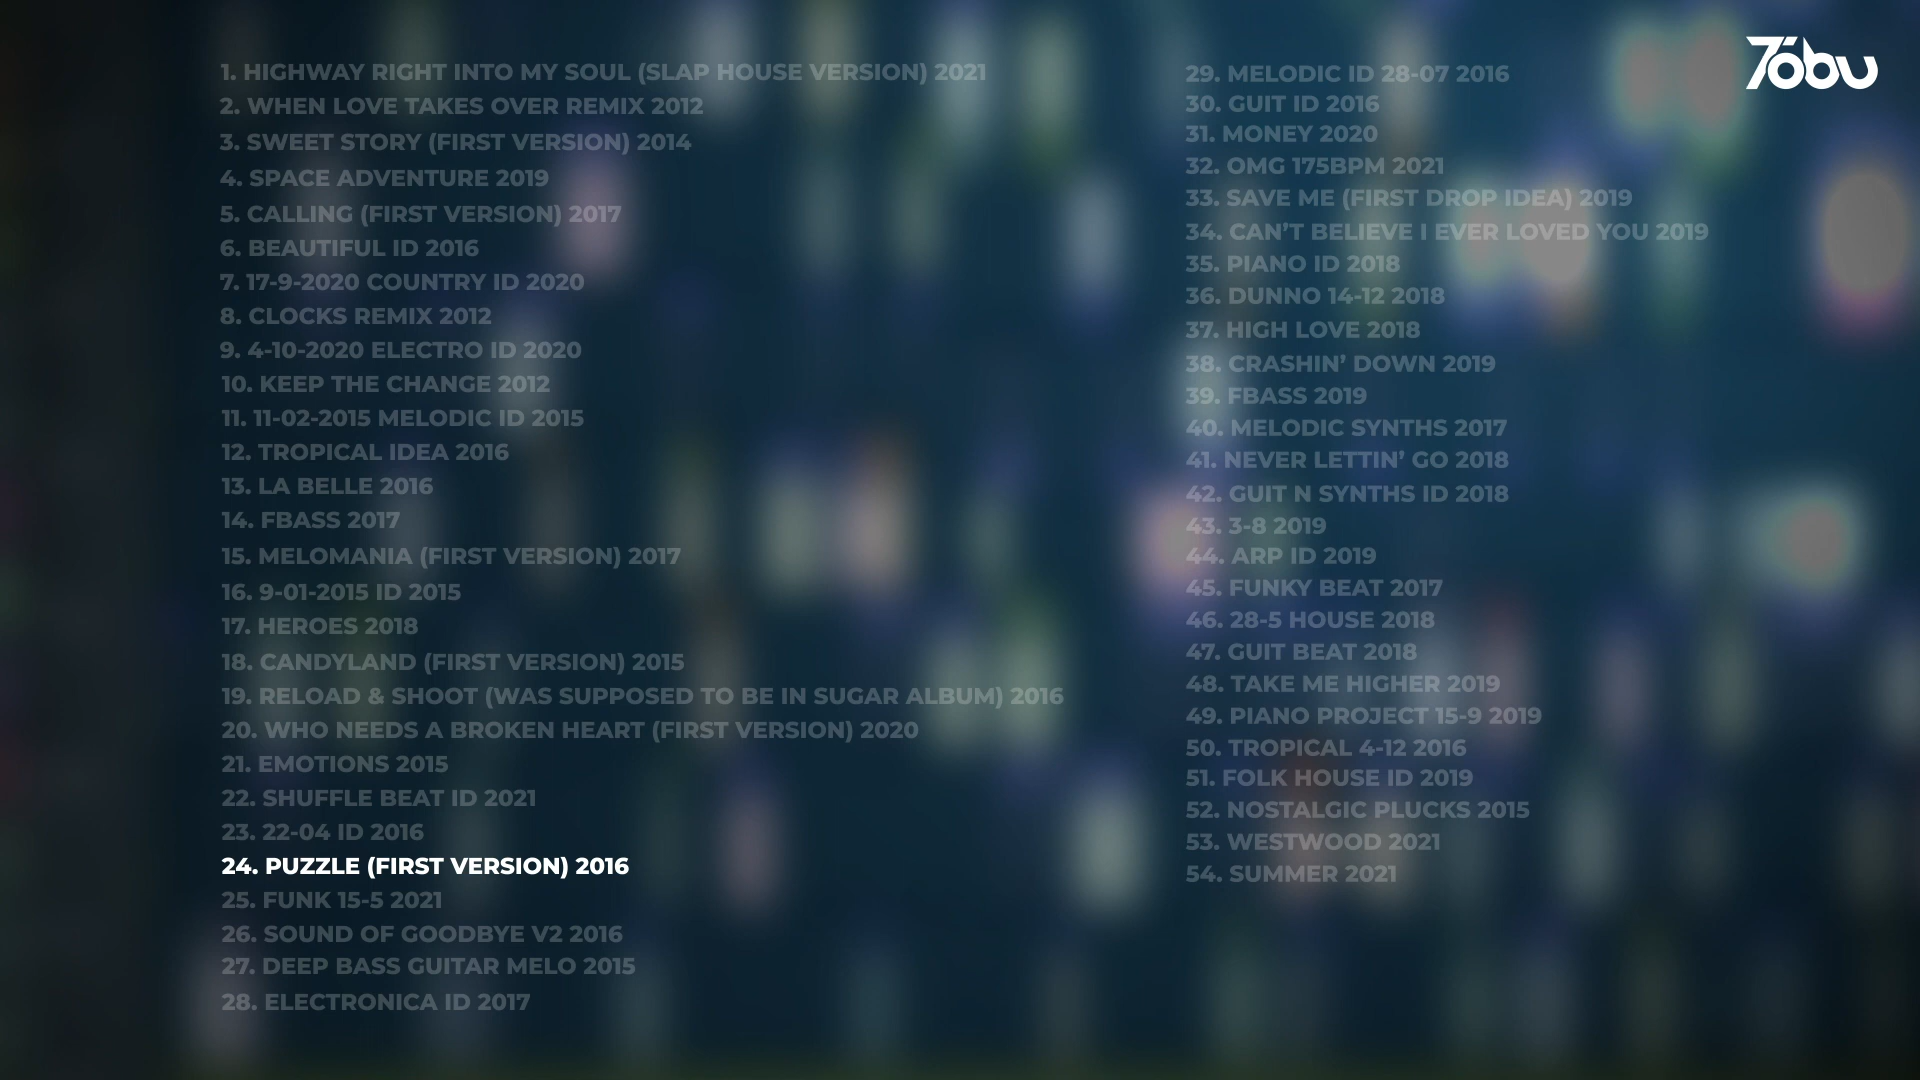 1. HIGHWAY RIGHT INTO MY SOUL (SLAP HOUSE VERSION) 2021
2. WHEN LOVE TAKES OVER REMIX 2012
3. SWEET STORY (FIRST VERSION) 2014
4. SPACE ADVENTURE 2019
5. CALLING (FIRST VERSION) 2017
6. BEAUTIFUL ID 2016
7. 17-9-2020 COUNTRY ID 2020
8. CLOCKS REMIX 2012
9. 4-10-2020 ELECTRO ID 2020
10. KEEP THE CHANGE 2012
11. 11-02-2015 MELODIC ID 2015
12. TROPICAL IDEA 2016
13. LA BELLE 2016
14. FBASS 2017
15. MELOMANIA (FIRST VERSION) 2017
16. 9-01-2015 ID 2015
17. HEROES 2018
18. CANDYLAND (FIRST VERSION) 2015
19. RELOAD & SHOOT (WAS SUPPOSED TO BE IN SUGAR ALBUM) 2016
20. WHO NEEDS A BROKEN HEART (FIRST VERSION) 2020
21. EMOTIONS 2015
22. SHUFFLE BEAT ID 2021
23. 22-04 ID 2016
24. PUZZLE (FIRST VERSION) 2016
25. FUNK 15-5 2021
26. SOUND OF GOODBYE V2 2016
27. DEEP BASS GUITAR MELO 2015
28. ELECTRONICA ID 2017
29. MELODIC ID 28-07 2016
30. GUIT ID 2016
31. MONEY 2020
32. OMG 175BPM 2021
33. SAVE ME (FIRST DROP IDEA) 2019
34. CAN’T BELIEVE I EVER LOVED YOU 2019
35. PIANO ID 2018
36. DUNNO 14-12 2018
37. HIGH LOVE 2018
38. CRASHIN’ DOWN 2019
39. FBASS 2019
40. MELODIC SYNTHS 2017
41. NEVER LETTIN’ GO 2018
42. GUIT N SYNTHS ID 2018
43. 3-8 2019
44. ARP ID 2019
45. FUNKY BEAT 2017
46. 28-5 HOUSE 2018
47. GUIT BEAT 2018
48. TAKE ME HIGHER 2019
49. PIANO PROJECT 15-9 2019
50. TROPICAL 4-12 2016
51. FOLK HOUSE ID 2019
52. NOSTALGIC PLUCKS 2015
53. WESTWOOD 2021
54. SUMMER 2021
Tobu